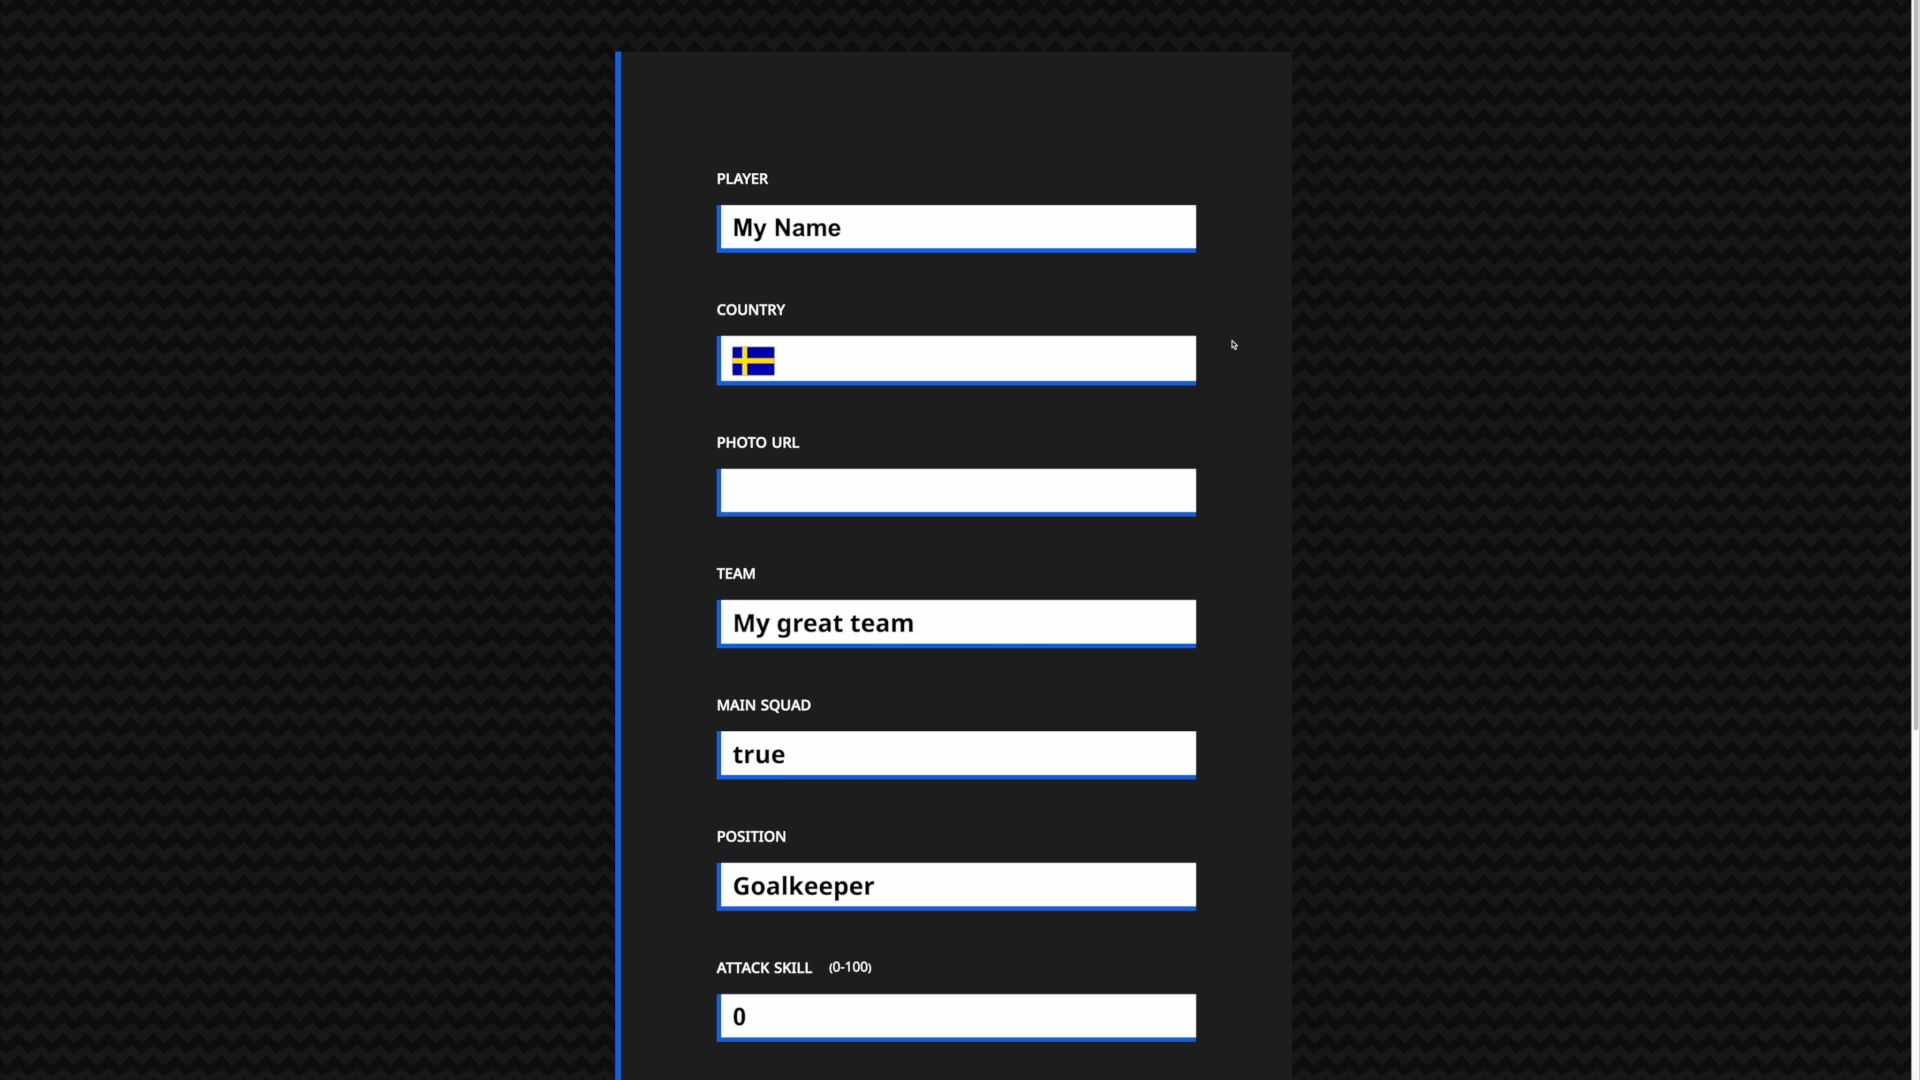 PLAYER
My Name
COUNTRY
PHOTO URL
TEAM
My great team
MAIN SQUAD
true
POSITION
Goalkeeper
ATTACK SKILL (0-100)
0